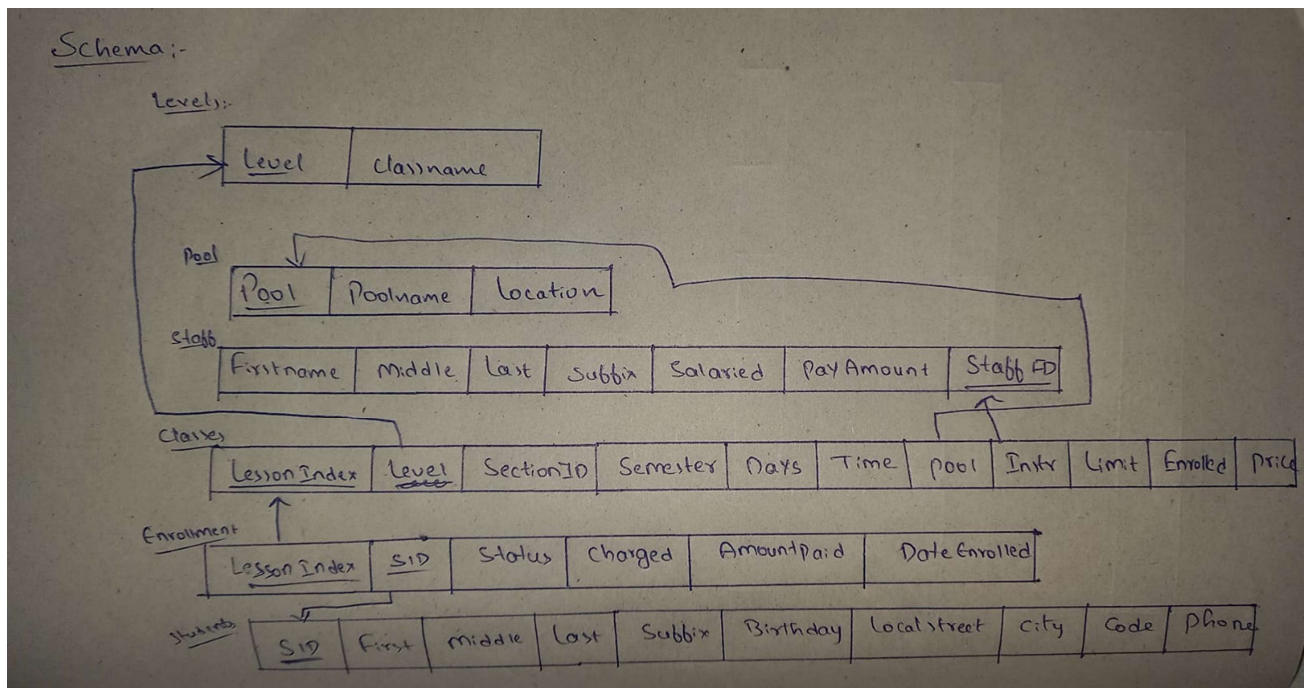 Schema:-
Levels:-
Level Classname
Pool
Pool Poolname Location
Staff
Firstname Middle Last Suffix Salaried PayAmount Staff ID
Classes
Lesson Index Level SectionID Semester Days Time Pool Instr Limit Enrolled Price
Enrollment
Lesson Index SID Status Charged AmountPaid DateEnrolled
Students
SID First Middle Last Suffix Birthday Localstreet City Code Phone